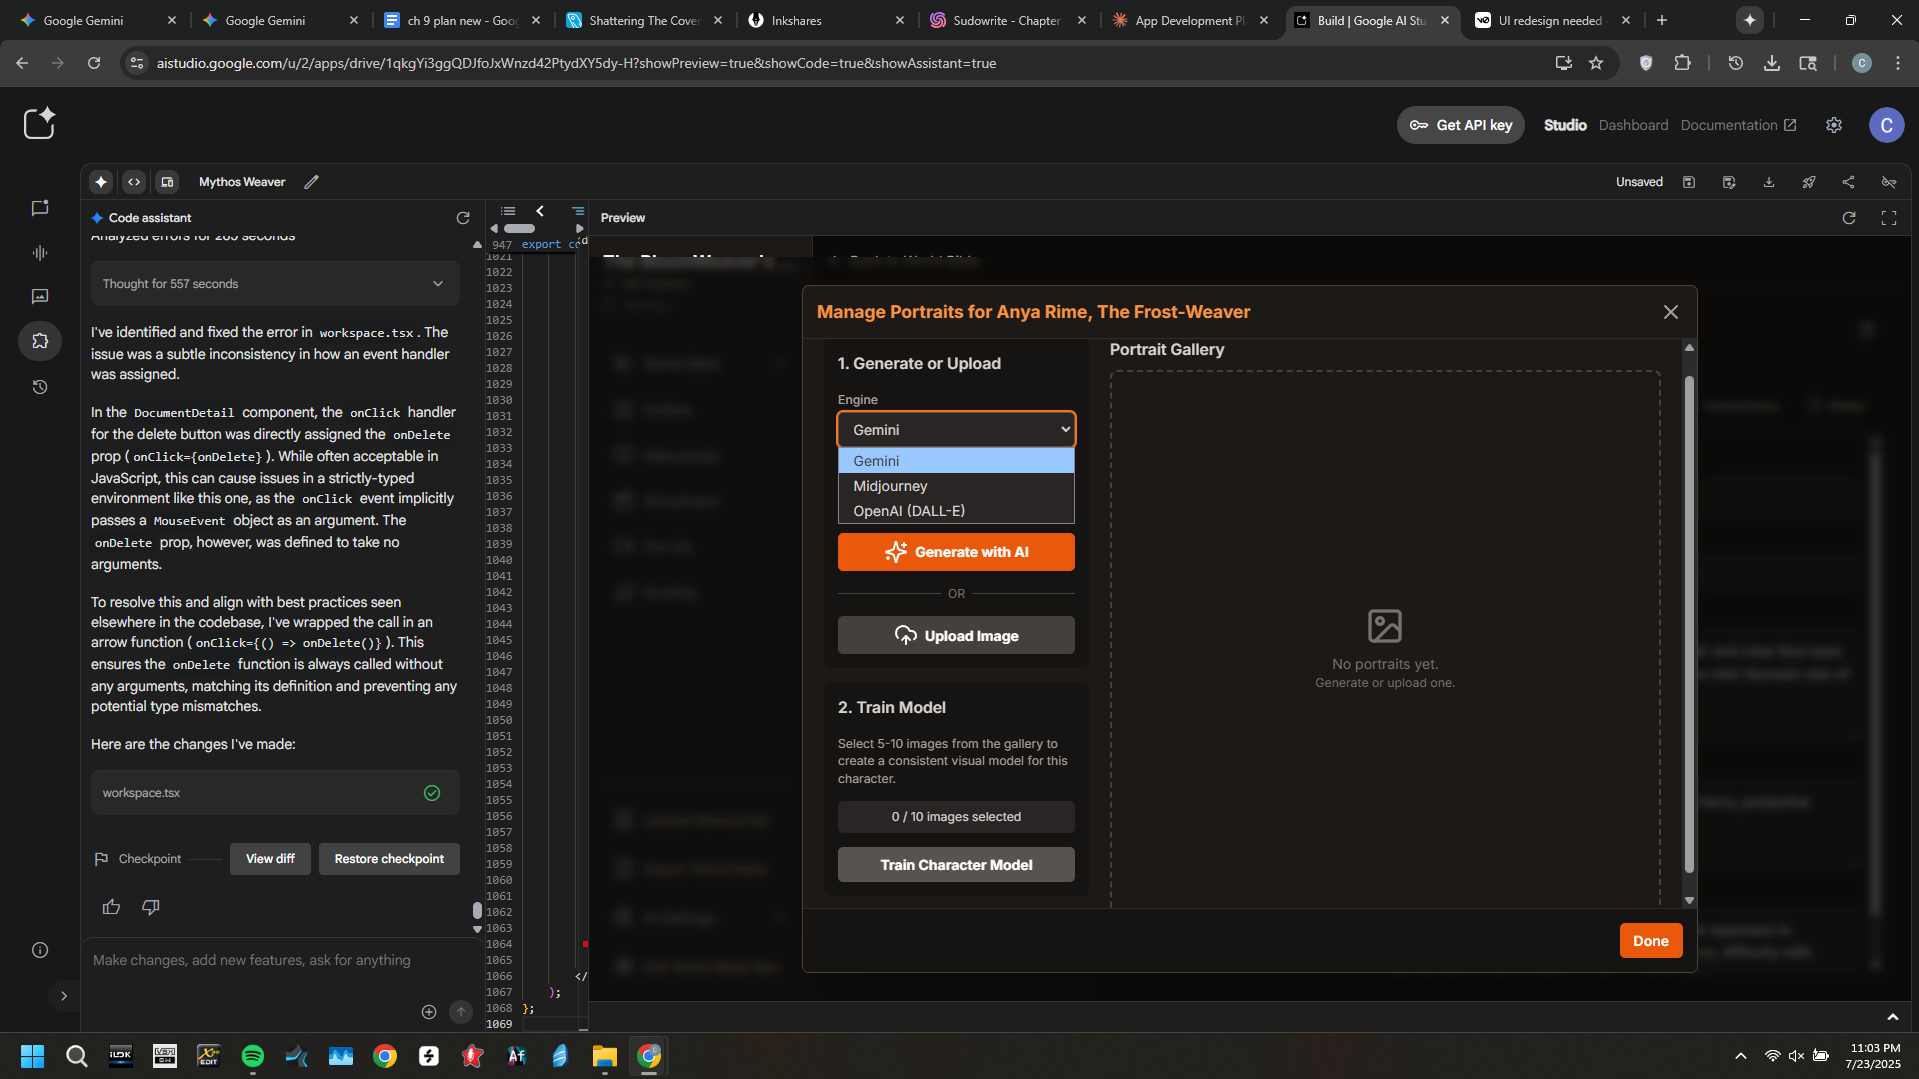 Google Gemini
Google Gemini
ch 9 plan new - Goog
Shattering The Cover
Inkshares
Sudowrite - Chapter
App Development Pl
Build | Google AI Stu
UI redesign needed -
aistudio.google.com/u/2/apps/drive/1qkgYi3ggQDJfoJxWnzd42PtydXY5dy-H?showPreview=true&showCode=true&showAssistant=true
C
Get API key
Studio
Dashboard
Documentation
C
Mythos Weaver
Unsaved
Code assistant
Preview
Analyzed errors for 263 seconds
Thought for 557 seconds
I've identified and fixed the error in workspace.tsx. The
issue was a subtle inconsistency in how an event handler
was assigned.
In the DocumentDetail component, the onClick handler
for the delete button was directly assigned the onDelete
prop ( onClick={onDelete} ). While often acceptable in
JavaScript, this can cause issues in a strictly-typed
environment like this one, as the onClick event implicitly
passes a MouseEvent object as an argument. The
onDelete prop, however, was defined to take no
arguments.
To resolve this and align with best practices seen
elsewhere in the codebase, I've wrapped the call in an
arrow function ( onClick={() => onDelete()} ). This
ensures the onDelete function is always called without
any arguments, matching its definition and preventing any
potential type mismatches.
Here are the changes I've made:
workspace.tsx
Checkpoint
View diff
Restore checkpoint
Make changes, add new features, ask for anything
947 export co
1021
1022
1023
1024
1025
1026
1027
1028
1029
1030
1031
1032
1033
1034
1035
1036
1037
1038
1039
1040
1041
1042
1043
1044
1045
1046
1047
1048
1049
1050
1051
1052
1053
1054
1055
1056
1057
1058
1059
1060
1061
1062
1063
1064
1065
1066 </
1067 );
1068 };
1069
Manage Portraits for Anya Rime, The Frost-Weaver
1. Generate or Upload
Engine
Gemini
Gemini
Midjourney
OpenAI (DALL-E)
Generate with AI
OR
Upload Image
2. Train Model
Select 5-10 images from the gallery to
create a consistent visual model for this
character.
0 / 10 images selected
Train Character Model
Portrait Gallery
No portraits yet.
Generate or upload one.
Done
11:03 PM
7/23/2025